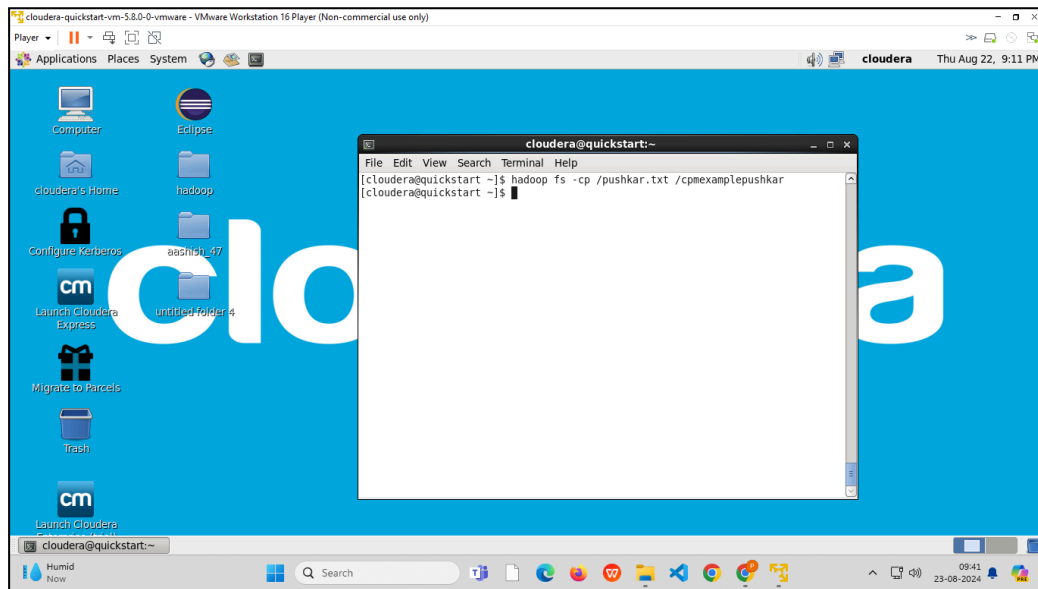 cloudera-quickstart-vm-5.8.0-0-vmware - VMware Workstation 16 Player (Non-commercial use only)
Player
Applications Places System
cloudera Thu Aug 22, 9:11 PM
Computer
Eclipse
cloudera's Home
hadoop
Configure Kerberos
aashish_47
cm
Launch Cloudera
Express
untitled folder 4
Migrate to Parcels
Trash
cm
Launch Cloudera
cloudera@quickstart:~
File Edit View Search Terminal Help
[cloudera@quickstart ~]$ hadoop fs -cp /pushkar.txt /cpmexamplepushkar
[cloudera@quickstart ~]$
clo
a
cloudera@quickstart:~
Humid
Now
Search
09:41
23-08-2024
PRE